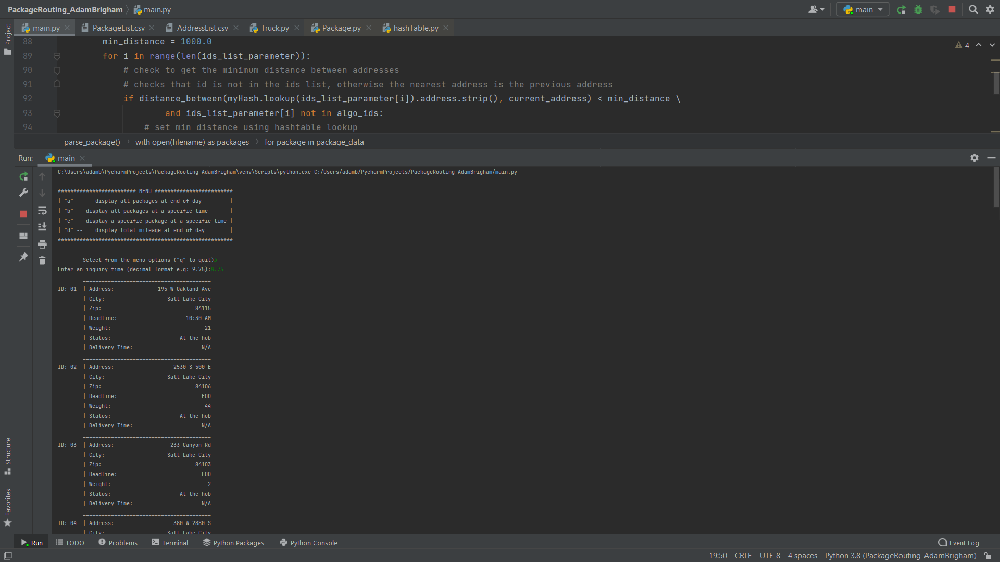 PackageRouting_AdamBrigham main.py main
Project
main.py PackageList.csv AddressList.csv Truck.py Package.py hashTable.py
88 min_distance = 1000.0
4
89 for i in range(len(ids_list_parameter)):
90 # check to get the minimum distance between addresses
91 # checks that id is not in the ids list, otherwise the nearest address is the previous address
92 if distance_between(myHash.lookup(ids_list_parameter[i]).address.strip(), current_address) < min_distance \
93 and ids_list_parameter[i] not in algo_ids:
94 # set min distance using hashtable lookup
parse_package() with open(filename) as packages for package in package_data
Run: main
C:\Users\adamb\PycharmProjects\PackageRouting_AdamBrigham\venv\Scripts\python.exe C:/Users/adamb/PycharmProjects/PackageRouting_AdamBrigham/main.py
************************* MENU *************************
| "a" --    display all packages at end of day         |
| "b" -- display all packages at a specific time       |
| "c" -- display a specific package at a specific time |
| "d" --    display total mileage at end of day        |
********************************************************
Select from the menu options ("q" to quit)b
Enter an inquiry time (decimal format e.g: 9.75):8.75
_________________________________________
ID: 01 | Address: 195 W Oakland Ave
| City: Salt Lake City
| Zip: 84115
| Deadline: 10:30 AM
| Weight: 21
| Status: At the hub
| Delivery Time: N/A
_________________________________________
ID: 02 | Address: 2530 S 500 E
| City: Salt Lake City
| Zip: 84106
| Deadline: EOD
| Weight: 44
| Status: At the hub
| Delivery Time: N/A
_________________________________________
ID: 03 | Address: 233 Canyon Rd
| City: Salt Lake City
| Zip: 84103
| Deadline: EOD
| Weight: 2
| Status: At the hub
| Delivery Time: N/A
_________________________________________
ID: 04 | Address: 380 W 2880 S
| City: Salt Lake City
Structure
Favorites
Run TODO Problems Terminal Python Packages Python Console Event Log
19:50 CRLF UTF-8 4 spaces Python 3.8 (PackageRouting_AdamBrigham)